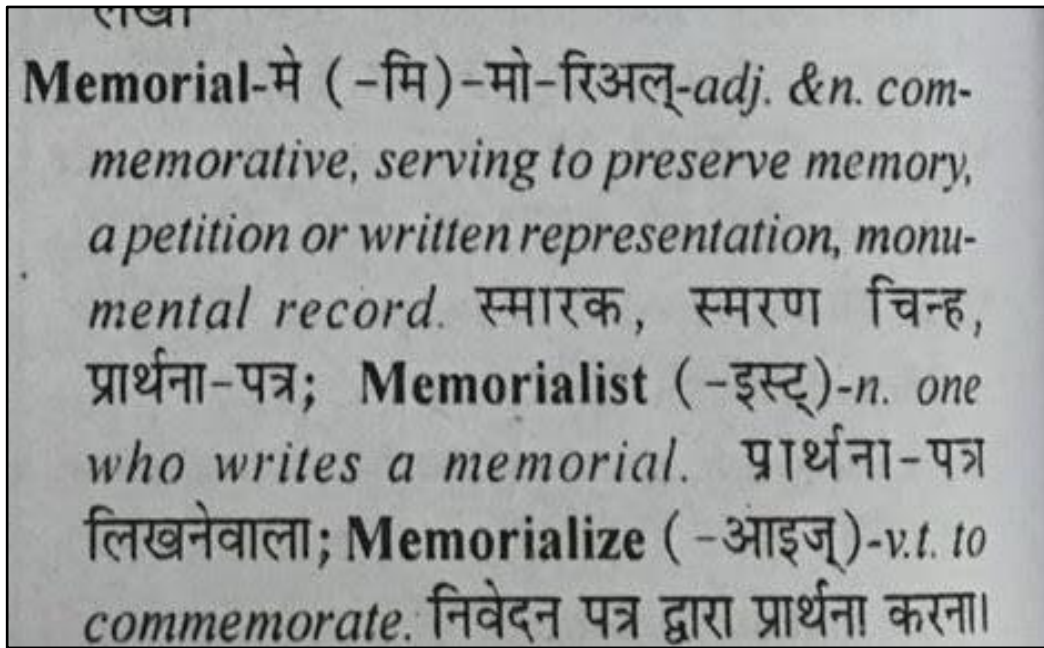 Memorial-मे (-मि)-मो-रिअल्-adj. &n. com-
memorative, serving to preserve memory,
a petition or written representation, monu-
mental record. स्मारक, स्मरण चिन्ह,
प्रार्थना-पत्र; Memorialist (-इस्ट्)-n. one
who writes a memorial. प्रार्थना-पत्र
लिखनेवाला; Memorialize (-आइज्)-v.t. to
commemorate. निवेदन पत्र द्वारा प्रार्थना करना।